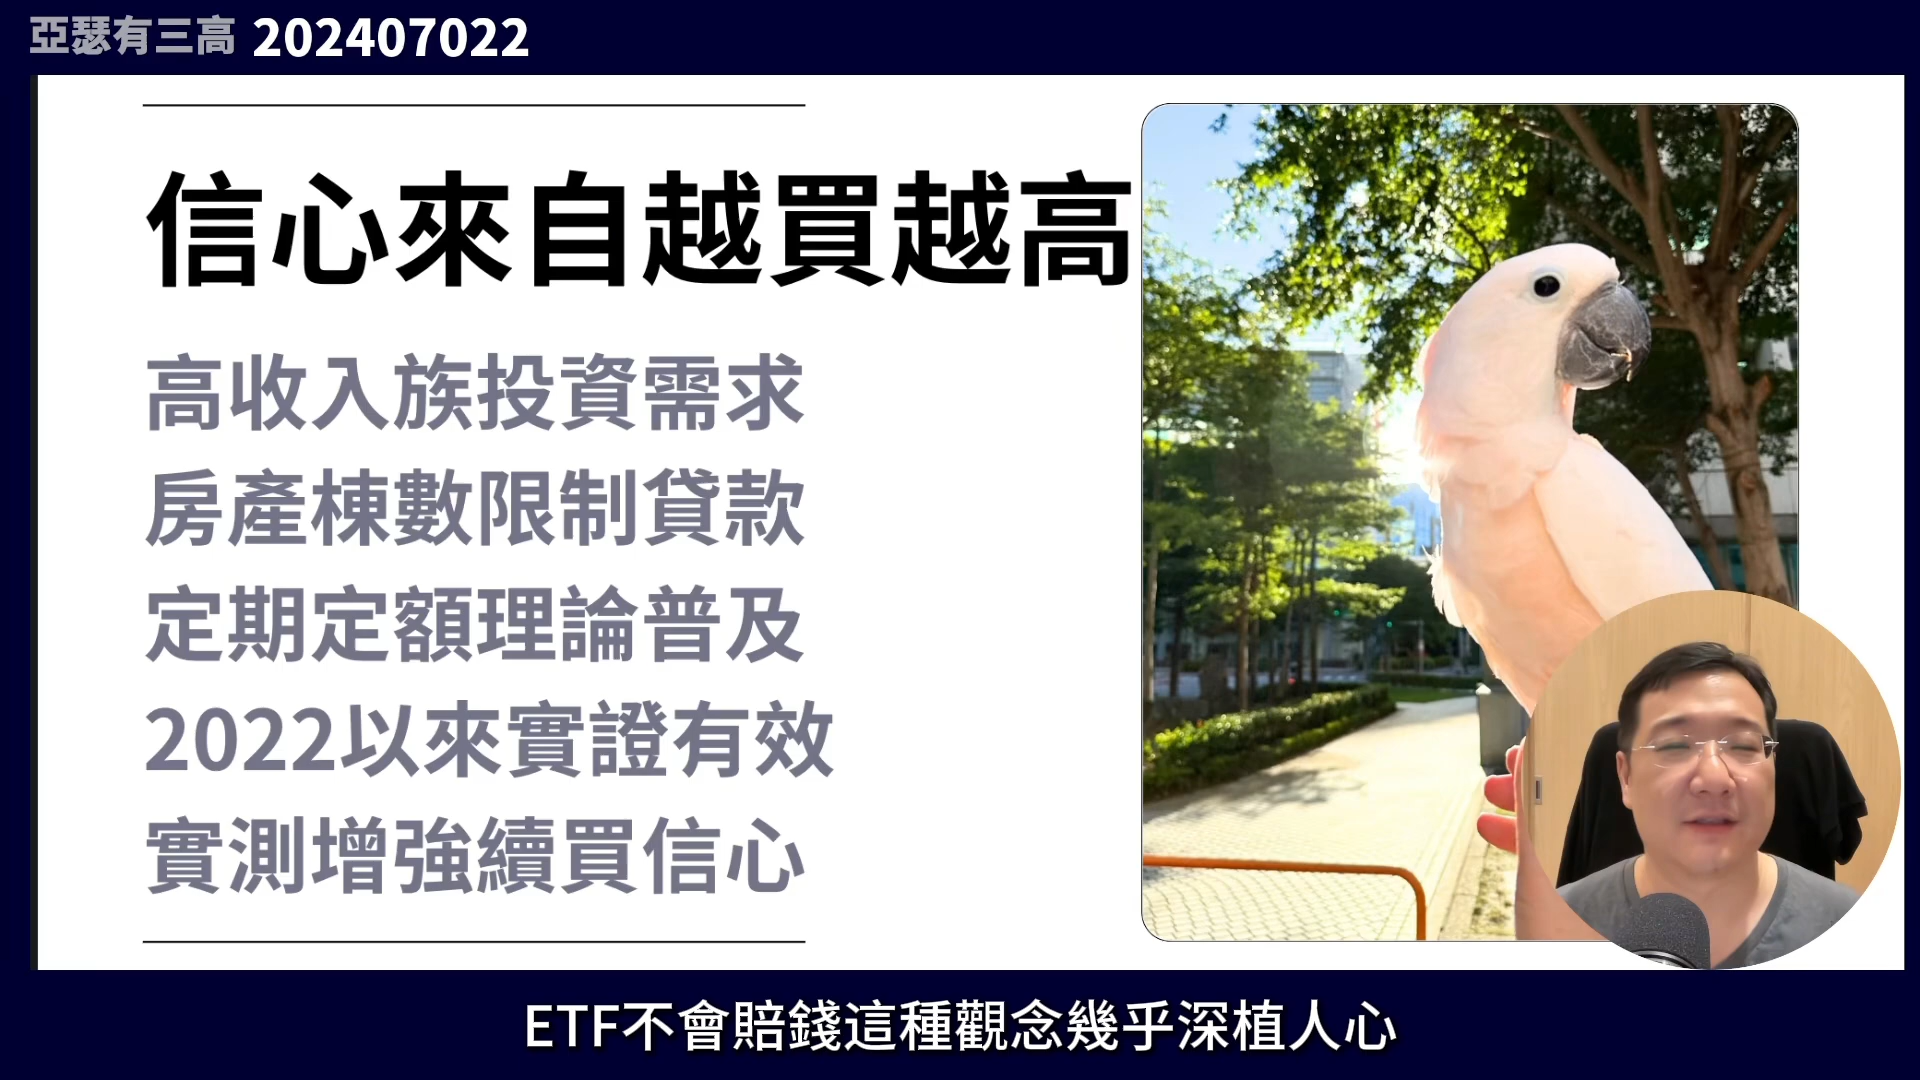 亞瑟有三高 202407022
信心來自越買越高
高收入族投資需求
房產棟數限制貸款
定期定額理論普及
2022以來實證有效
實測增強續買信心
ETF不會賠錢這種觀念幾乎深植人心